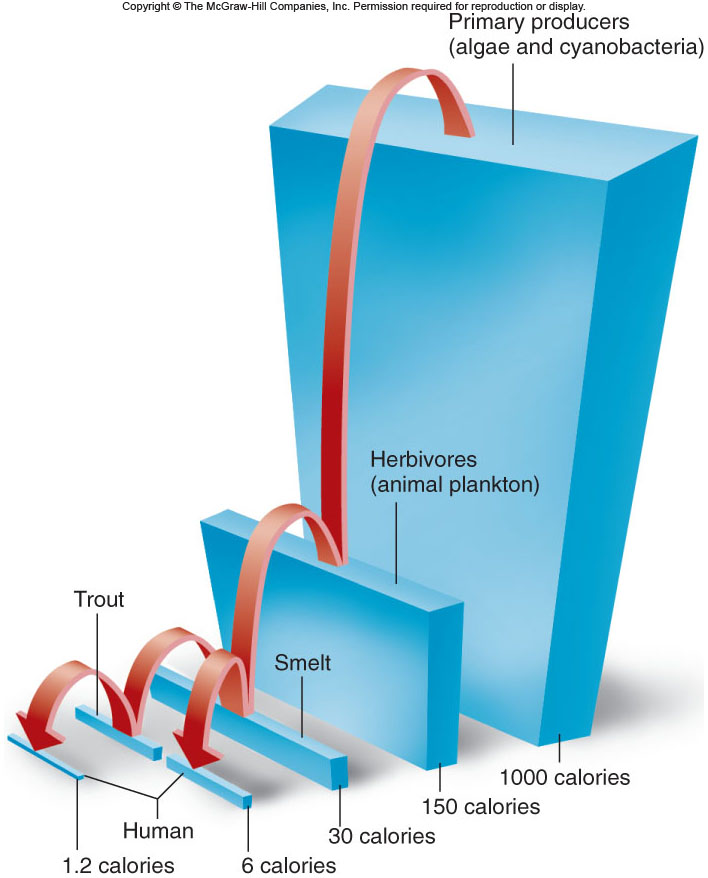 Copyright © The McGraw-Hill Companies, Inc. Permission required for reproduction or display.
Primary producers
(algae and cyanobacteria)
Herbivores
(animal plankton)
Trout
Smelt
1000 calories
150 calories
30 calories
Human
1.2 calories
6 calories